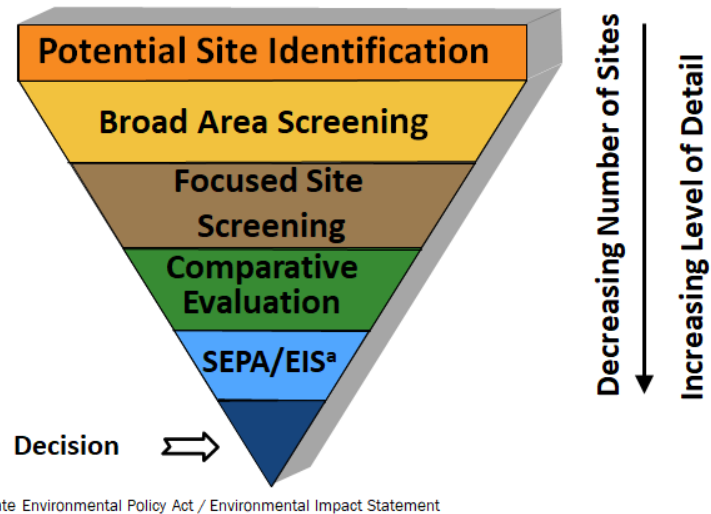 Potential Site Identification
Broad Area Screening
Focused Site
Screening
Comparative
Evaluation
SEPA/EISᵃ
Decision
Decreasing Number of Sites
Increasing Level of Detail
Environmental Policy Act / Environmental Impact Statement